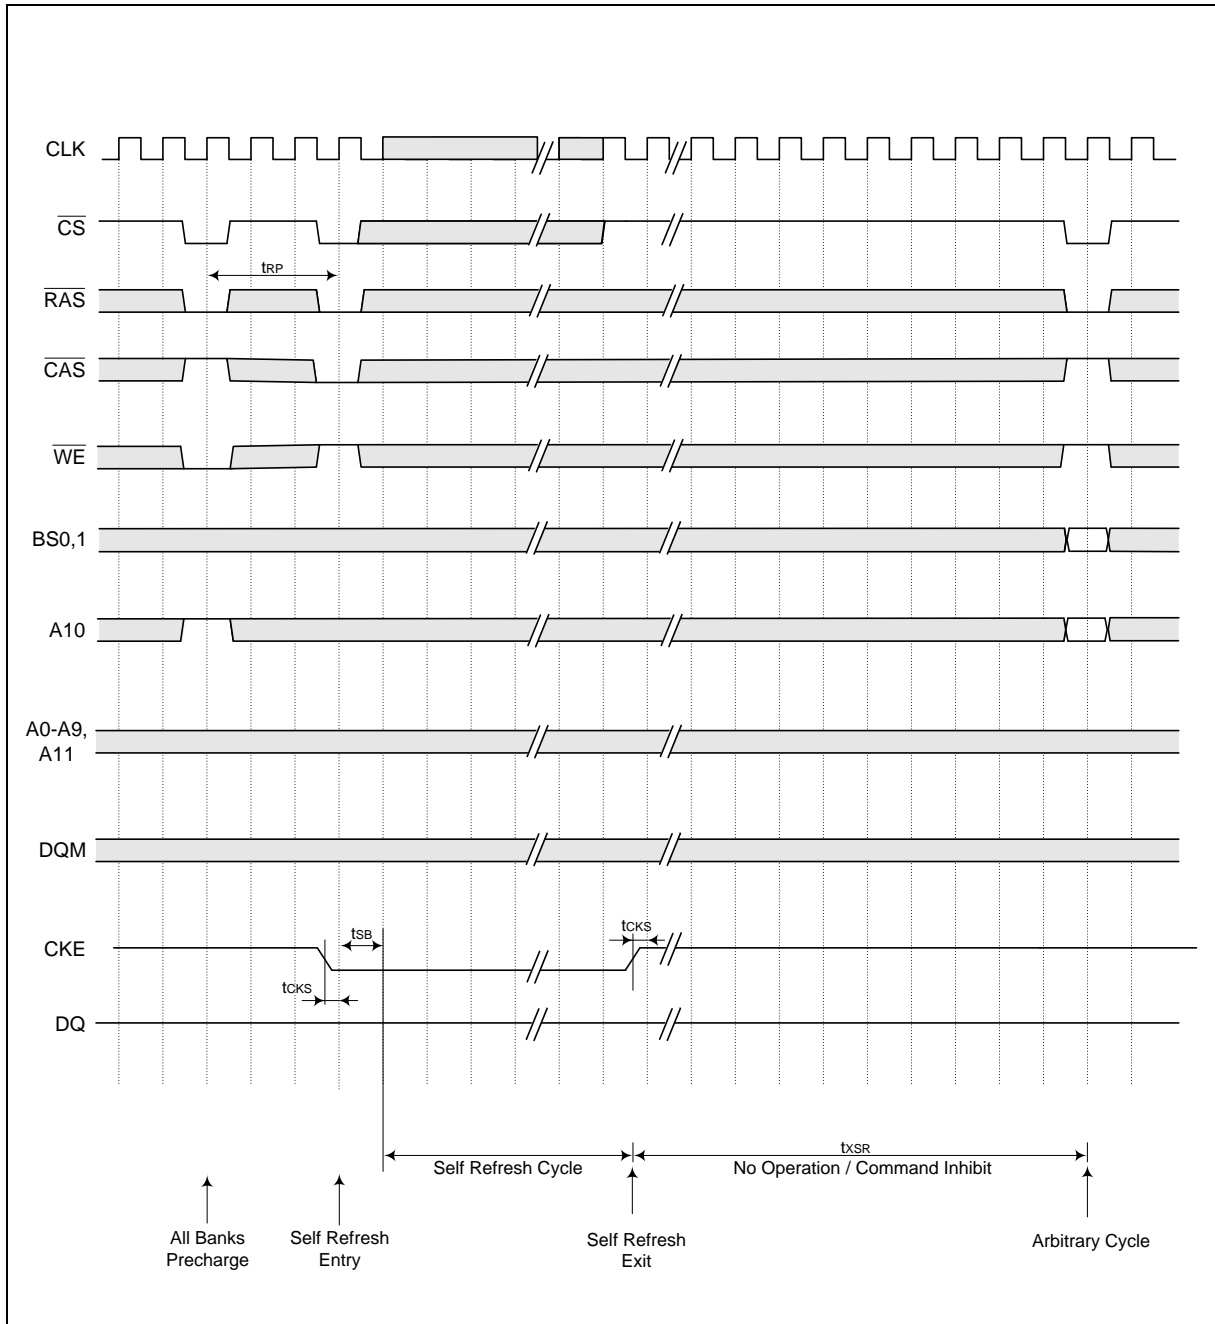 CLK
CS
tRP
RAS
CAS
WE
BS0,1
A10
A0-A9,
A11
DQM
tSB
tCKS
CKE
tCKS
DQ
tXSR
Self Refresh Cycle
No Operation / Command Inhibit
All Banks
Precharge
Self Refresh
Entry
Self Refresh
Exit
Arbitrary Cycle